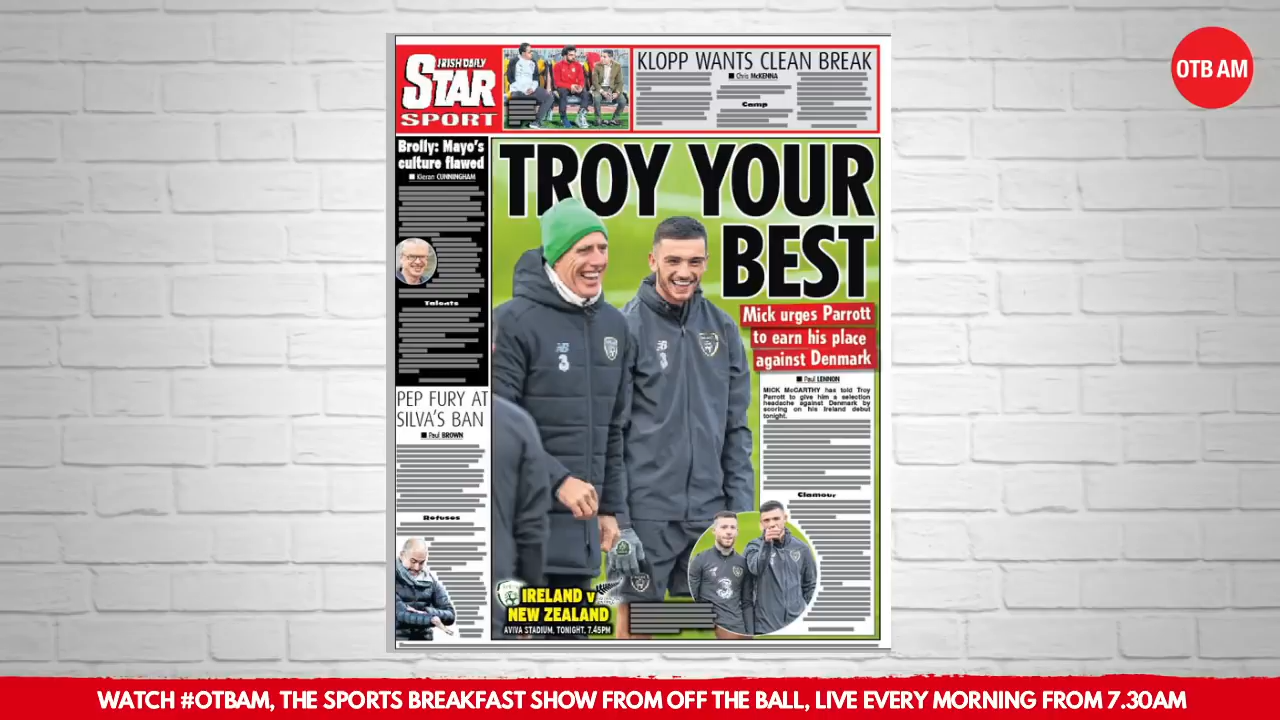 OTB AM
IRISH DAILY
STAR
SPORT
KLOPP WANTS CLEAN BREAK
■ Chris McKENNA
Camp
Brolly: Mayo's
culture flawed
■ Kieran CUNNINGHAM
Talents
PEP FURY AT
SILVA'S BAN
■ Paul BROWN
Refuses
TROY YOUR
BEST
Mick urges Parrott
to earn his place
against Denmark
■ Paul LENNON
MICK McCARTHY has told Troy
Parrott to give him a selection
headache against Denmark by
scoring on his Ireland debut
tonight.
Glamour
3
3
3
IRELAND v
NEW ZEALAND
AVIVA STADIUM, TONIGHT, 7.45PM
WATCH #OTBAM, THE SPORTS BREAKFAST SHOW FROM OFF THE BALL, LIVE EVERY MORNING FROM 7.30AM